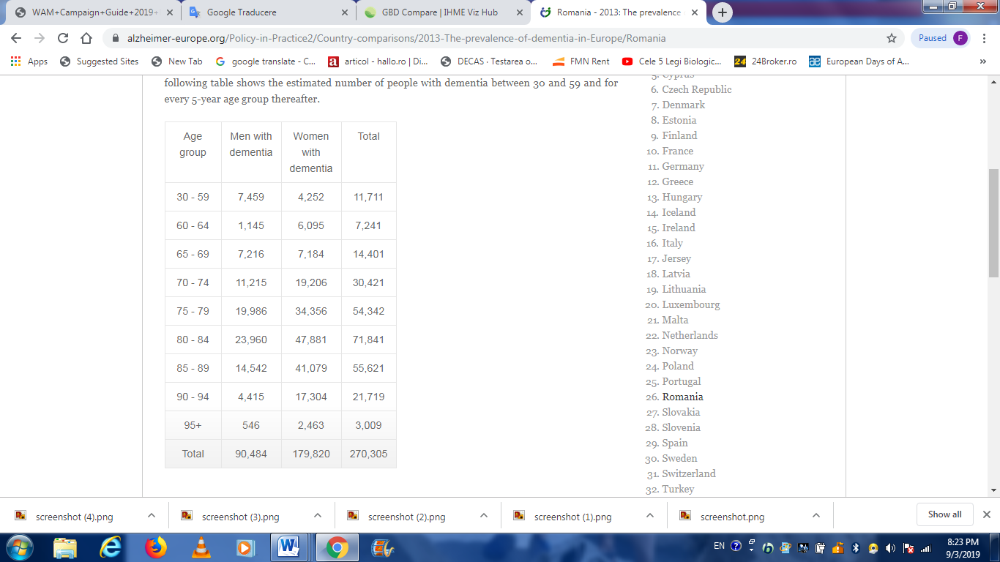 WAM+Campaign+Guide+2019+
Google Traducere
GBD Compare | IHME Viz Hub
Romania - 2013: The prevalence
alzheimer-europe.org/Policy-in-Practice2/Country-comparisons/2013-The-prevalence-of-dementia-in-Europe/Romania
Paused F
Apps Suggested Sites New Tab google translate - C... articol - hallo.ro | Di... DECAS - Testarea o... FMN Rent Cele 5 Legi Biologic... 24 24Broker.ro æ European Days of A... »
following table shows the estimated number of people with dementia between 30 and 59 and for
every 5-year age group thereafter.
Age group Men with dementia Women with dementia Total
30 - 59 7,459 4,252 11,711
60 - 64 1,145 6,095 7,241
65 - 69 7,216 7,184 14,401
70 - 74 11,215 19,206 30,421
75 - 79 19,986 34,356 54,342
80 - 84 23,960 47,881 71,841
85 - 89 14,542 41,079 55,621
90 - 94 4,415 17,304 21,719
95+ 546 2,463 3,009
Total 90,484 179,820 270,305
5. Cyprus
6. Czech Republic
7. Denmark
8. Estonia
9. Finland
10. France
11. Germany
12. Greece
13. Hungary
14. Iceland
15. Ireland
16. Italy
17. Jersey
18. Latvia
19. Lithuania
20. Luxembourg
21. Malta
22. Netherlands
23. Norway
24. Poland
25. Portugal
26. Romania
27. Slovakia
28. Slovenia
29. Spain
30. Sweden
31. Switzerland
32. Turkey
screenshot (4).png screenshot (3).png screenshot (2).png screenshot (1).png screenshot.png Show all
EN 8:23 PM
9/3/2019